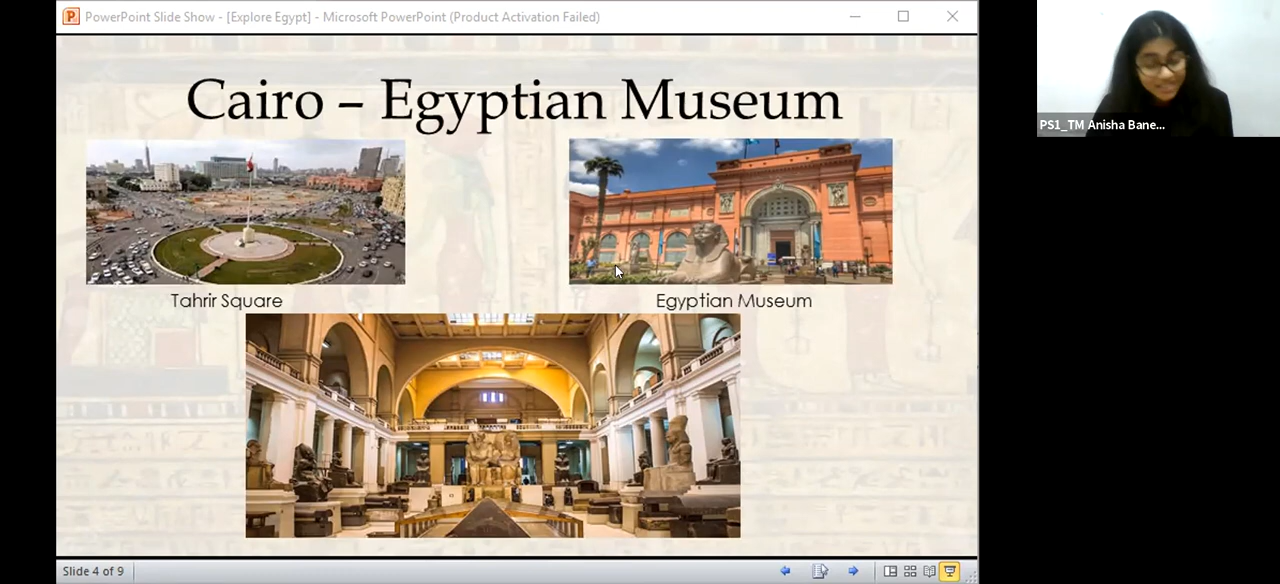 PowerPoint Slide Show - [Explore Egypt] - Microsoft PowerPoint (Product Activation Failed)
Cairo – Egyptian Museum
Tahrir Square
Egyptian Museum
Slide 4 of 9
PS1_TM Anisha Bane...